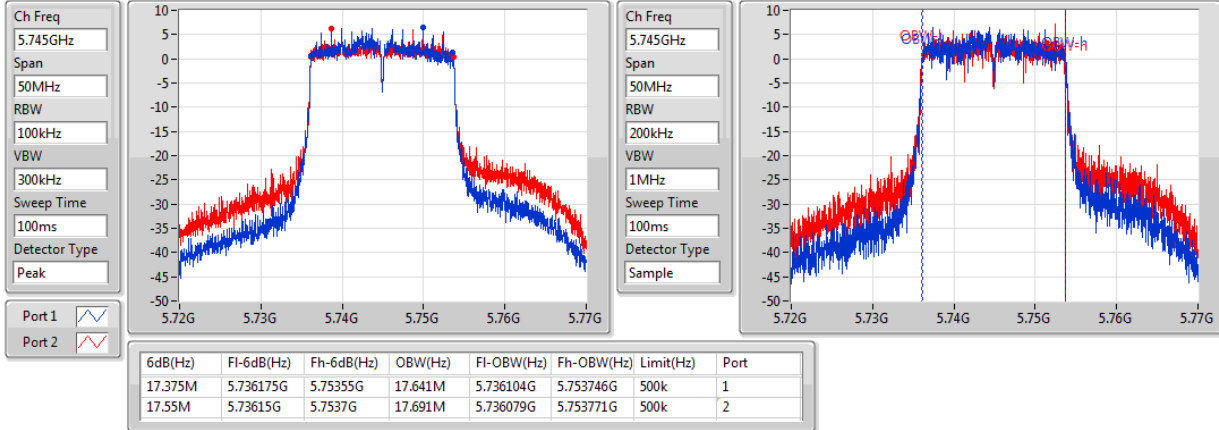 Ch Freq
5.745GHz
Span
50MHz
RBW
100kHz
VBW
300kHz
Sweep Time
100ms
Detector Type
Peak
Port 1
Port 2
10
5
0
-5
-10
-15
-20
-25
-30
-35
-40
-45
-50
5.72G 5.73G 5.74G 5.75G 5.76G 5.77G
Ch Freq
5.745GHz
Span
50MHz
RBW
200kHz
VBW
1MHz
Sweep Time
100ms
Detector Type
Sample
10
5
0
-5
-10
-15
-20
-25
-30
-35
-40
-45
-50
OBW-h
5.72G 5.73G 5.74G 5.75G 5.76G 5.77G
6dB(Hz) Fl-6dB(Hz) Fh-6dB(Hz) OBW(Hz) Fl-OBW(Hz) Fh-OBW(Hz) Limit(Hz) Port
17.375M 5.736175G 5.75355G 17.641M 5.736104G 5.753746G 500k 1
17.55M 5.73615G 5.7537G 17.691M 5.736079G 5.753771G 500k 2